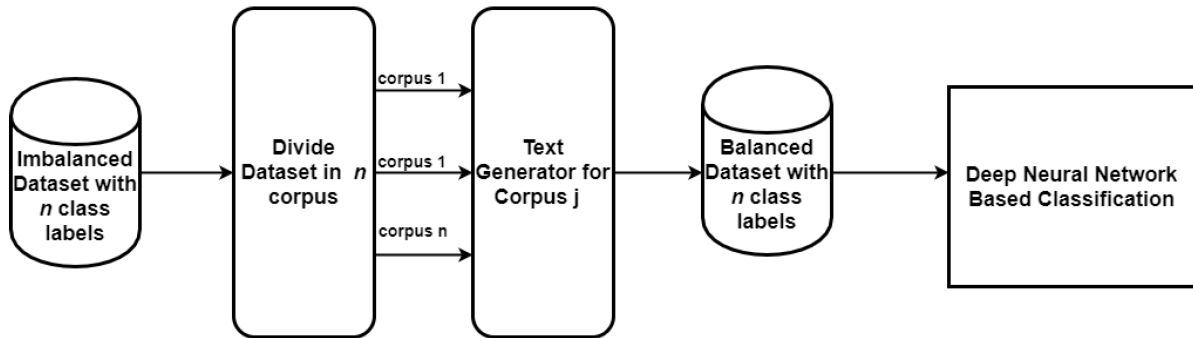 Imbalanced
Dataset with
n class
labels
Divide
Dataset in n
corpus
corpus 1
corpus 1
corpus n
Text
Generator for
Corpus j
Balanced
Dataset with
n class
labels
Deep Neural Network
Based Classification